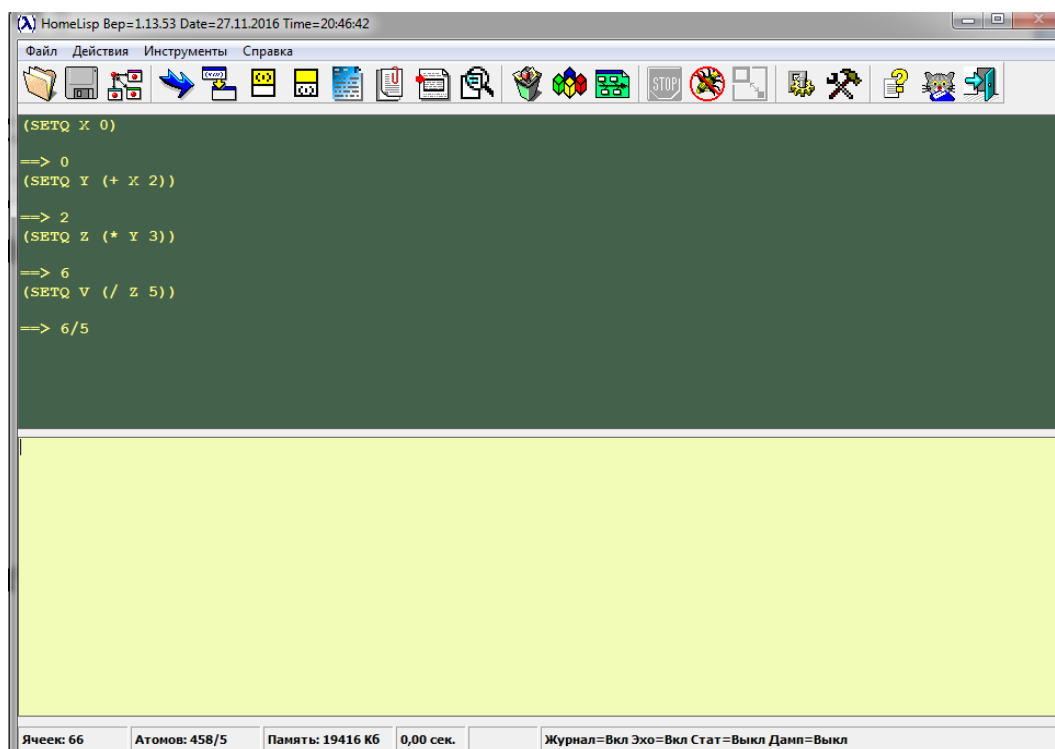 HomeLisp Вер=1.13.53 Date=27.11.2016 Time=20:46:42
Файл Действия Инструменты Справка
STOP!
(SETQ X 0)
==> 0
(SETQ Y (+ X 2))
==> 2
(SETQ Z (* Y 3))
==> 6
(SETQ V (/ Z 5))
==> 6/5
Ячеек: 66 Атомов: 458/5 Память: 19416 Кб 0,00 сек. Журнал=Вкл Эхо=Вкл Стат=Выкл Дамп=Выкл